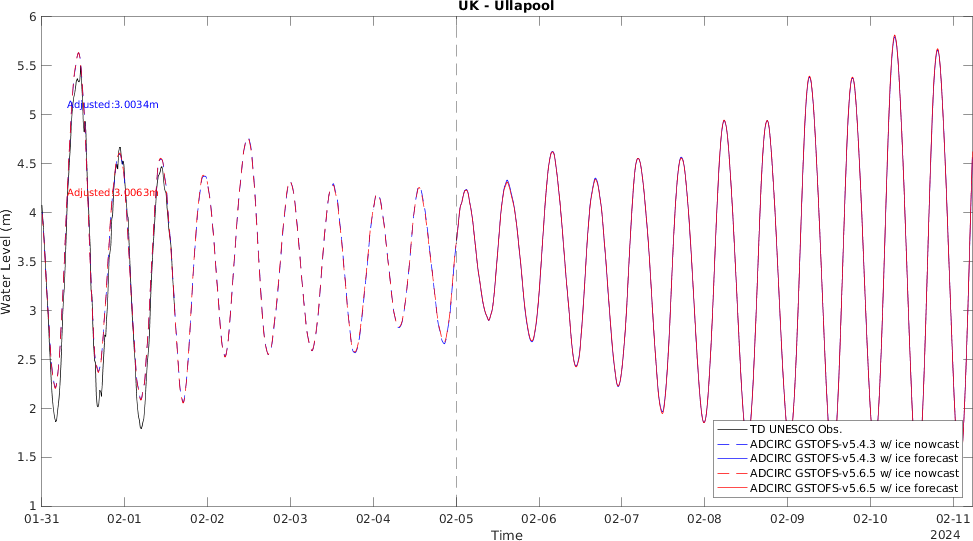 UK - Ullapool
6
5.5
5
4.5
4
3.5
3
2.5
2
1.5
1
Water Level (m)
Adjusted:3.0034m
Adjusted:3.0063m
TD UNESCO Obs.
ADCIRC GSTOFS-v5.4.3 w/ ice nowcast
ADCIRC GSTOFS-v5.4.3 w/ ice forecast
ADCIRC GSTOFS-v5.6.5 w/ ice nowcast
ADCIRC GSTOFS-v5.6.5 w/ ice forecast
01-31 02-01 02-02 02-03 02-04 02-05 02-06 02-07 02-08 02-09 02-10 02-11
Time
2024